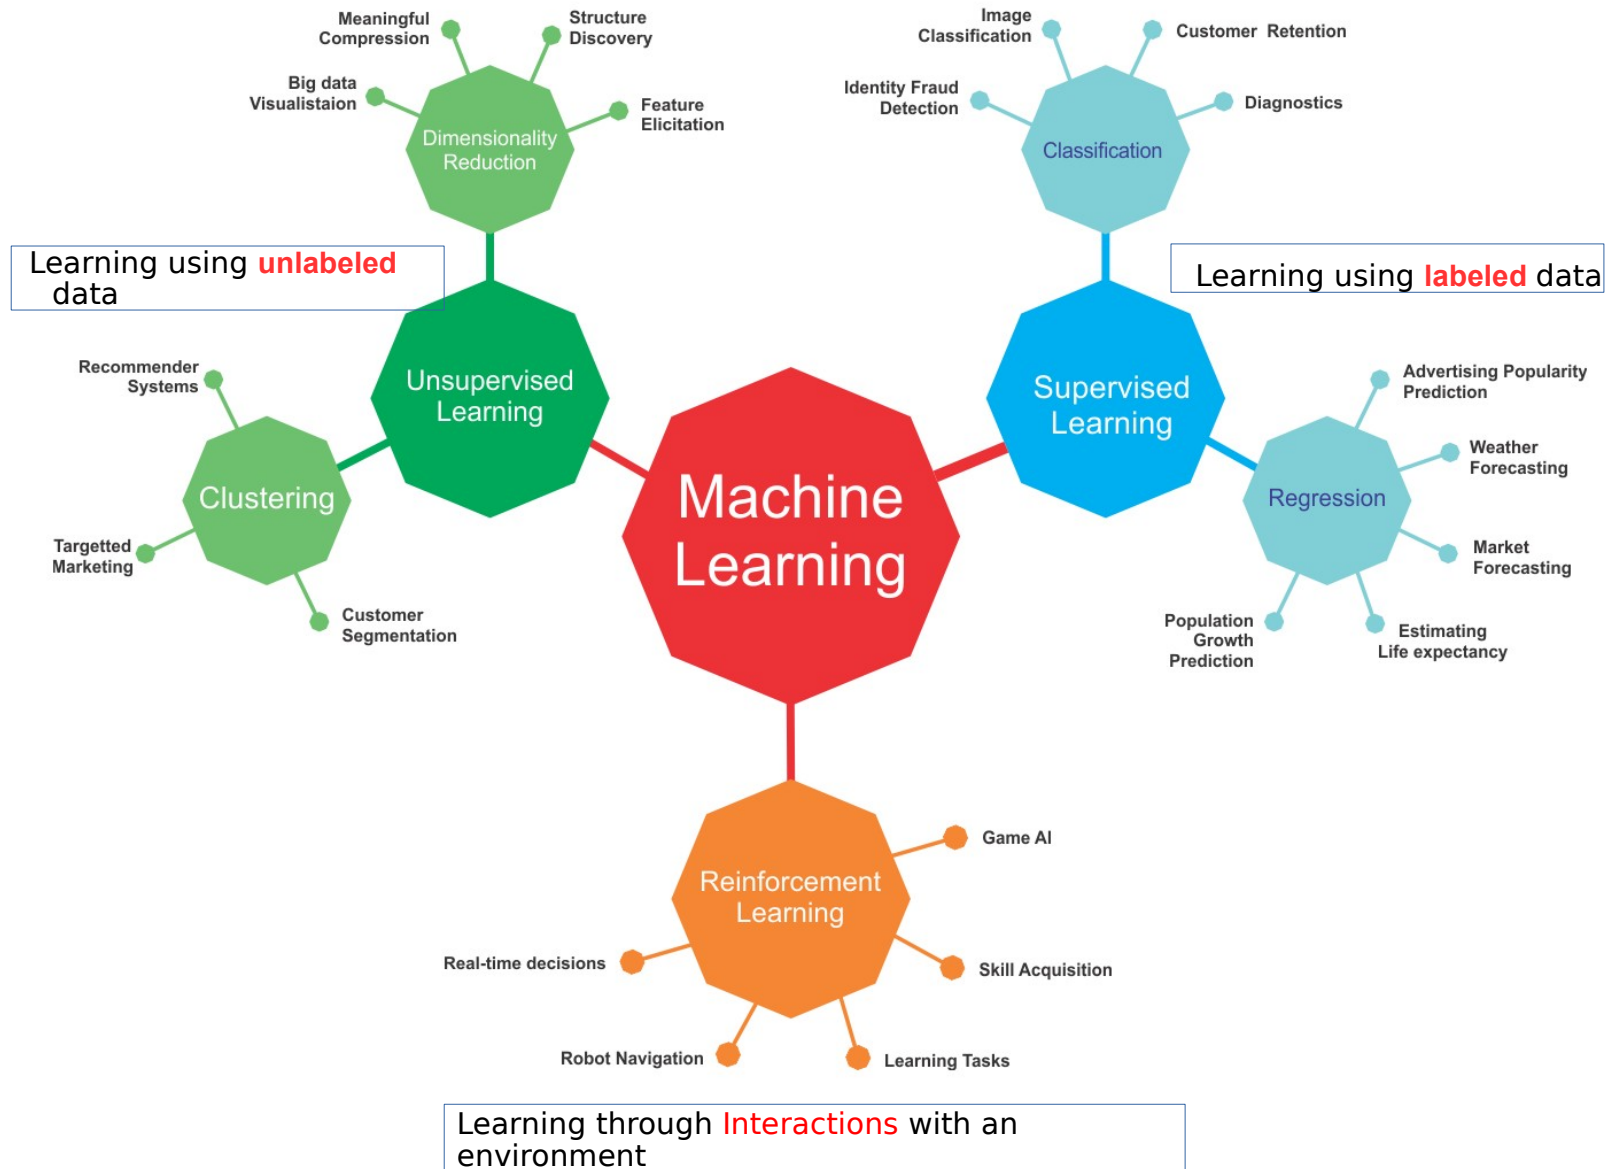 Meaningful
Compression
Structure
Discovery
Big data
Visualistaion
Feature
Elicitation
Dimensionality
Reduction
Image
Classification
Customer Retention
Identity Fraud
Detection
Diagnostics
Classification
Learning using unlabeled
data
Learning using labeled data
Recommender
Systems
Unsupervised
Learning
Supervised
Learning
Advertising Popularity
Prediction
Weather
Forecasting
Clustering
Machine
Learning
Regression
Targetted
Marketing
Market
Forecasting
Customer
Segmentation
Population
Growth
Prediction
Estimating
Life expectancy
Game AI
Reinforcement
Learning
Real-time decisions
Skill Acquisition
Robot Navigation
Learning Tasks
Learning through Interactions with an
environment